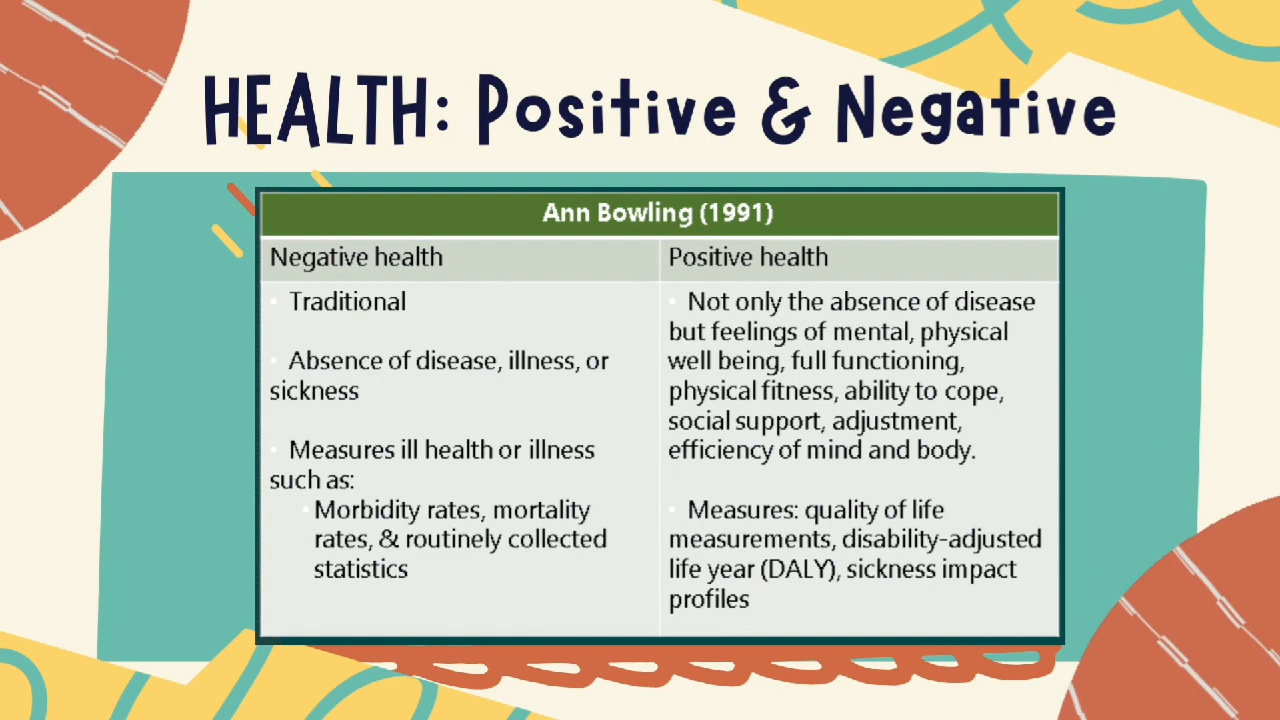 HEALTH: Positive & Negative
Ann Bowling (1991)
Negative health
• Traditional
• Absence of disease, illness, or
sickness
• Measures ill health or illness
such as:
• Morbidity rates, mortality
rates, & routinely collected
statistics
Positive health
• Not only the absence of disease
but feelings of mental, physical
well being, full functioning,
physical fitness, ability to cope,
social support, adjustment,
efficiency of mind and body.
• Measures: quality of life
measurements, disability-adjusted
life year (DALY), sickness impact
profiles